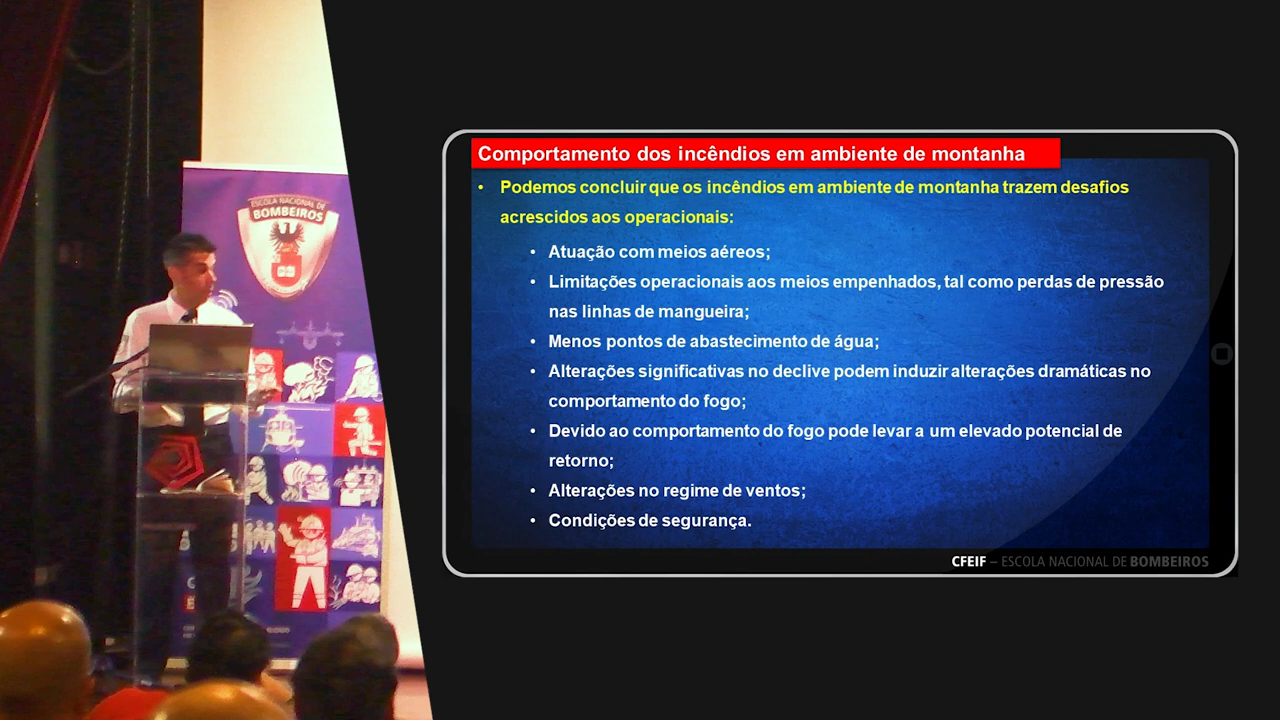 ESCOLA NACIONAL DE
BOMBEIROS
Comportamento dos incêndios em ambiente de montanha
• Podemos concluir que os incêndios em ambiente de montanha trazem desafios
acrescidos aos operacionais:
• Atuação com meios aéreos;
• Limitações operacionais aos meios empenhados, tal como perdas de pressão
nas linhas de mangueira;
• Menos pontos de abastecimento de água;
• Alterações significativas no declive podem induzir alterações dramáticas no
comportamento do fogo;
• Devido ao comportamento do fogo pode levar a um elevado potencial de
retorno;
• Alterações no regime de ventos;
• Condições de segurança.
CFEIF – ESCOLA NACIONAL DE BOMBEIROS